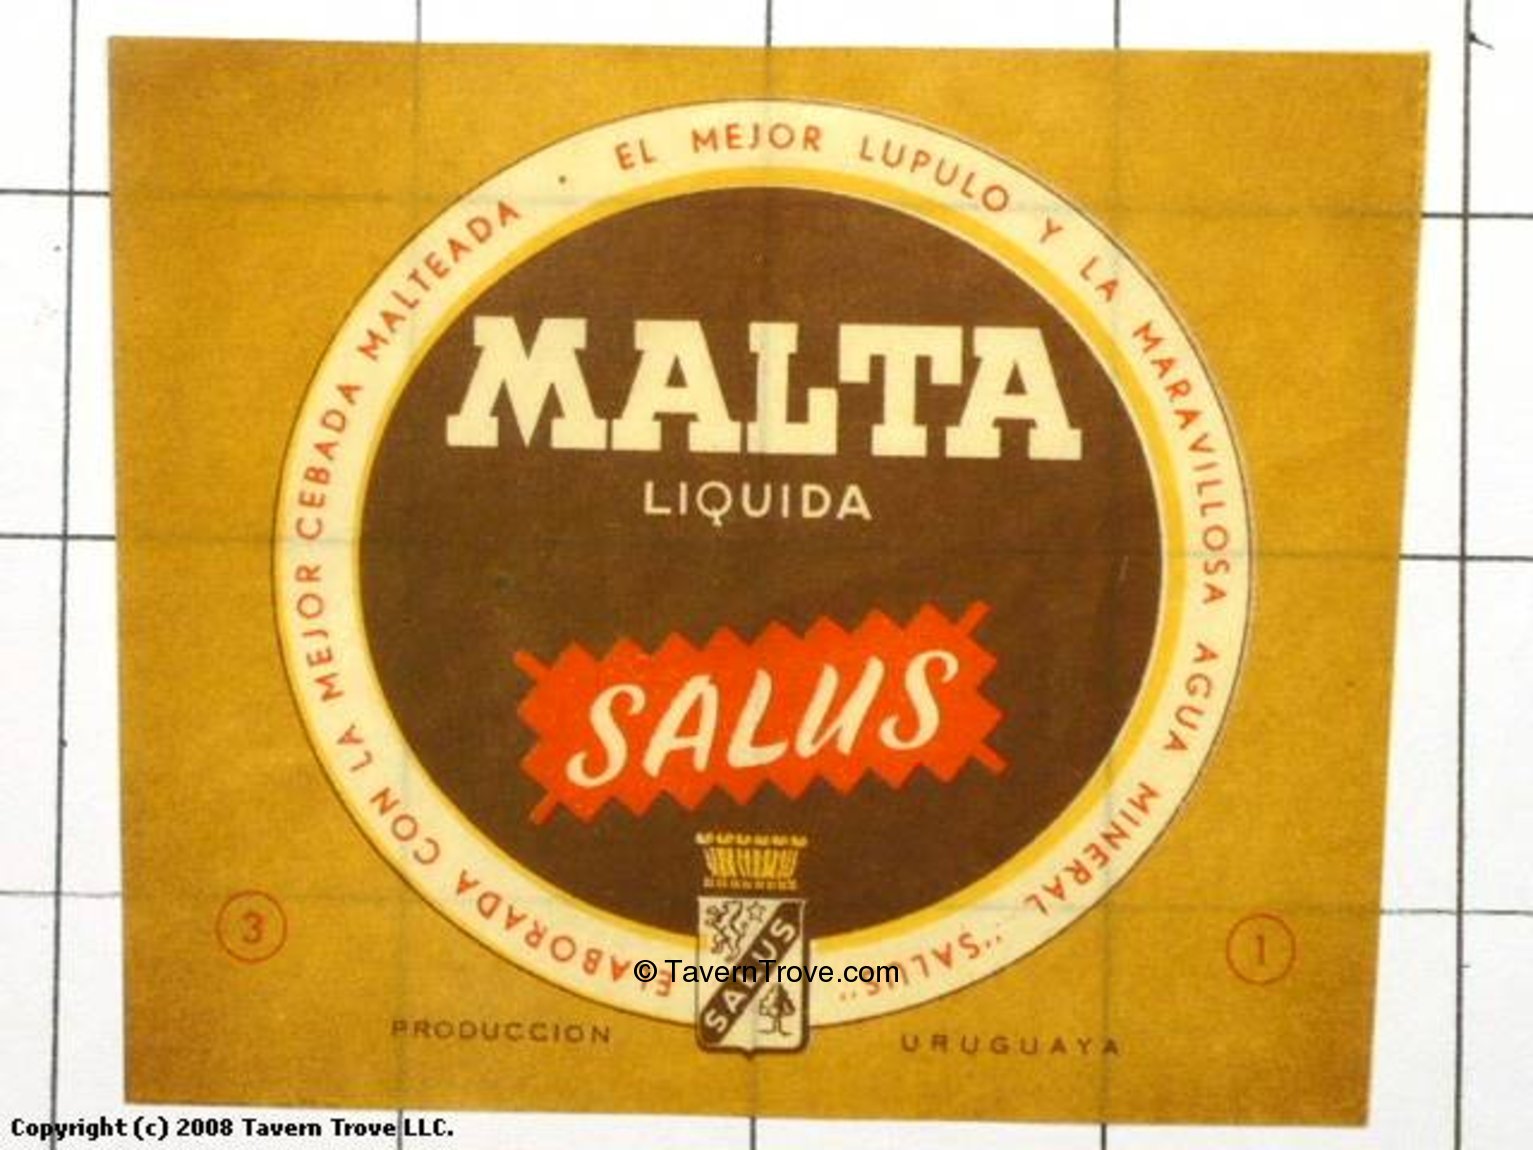 ELABORADA CON LA MEJOR CEBADA MALTEADA · EL MEJOR LUPULO Y LA MARAVILLOSA AGUA MINERAL "SALUS"
MALTA
LIQUIDA
SALUS
SALUS
3
1
© TavernTrove.com
PRODUCCION URUGUAYA
Copyright (c) 2008 Tavern Trove LLC.